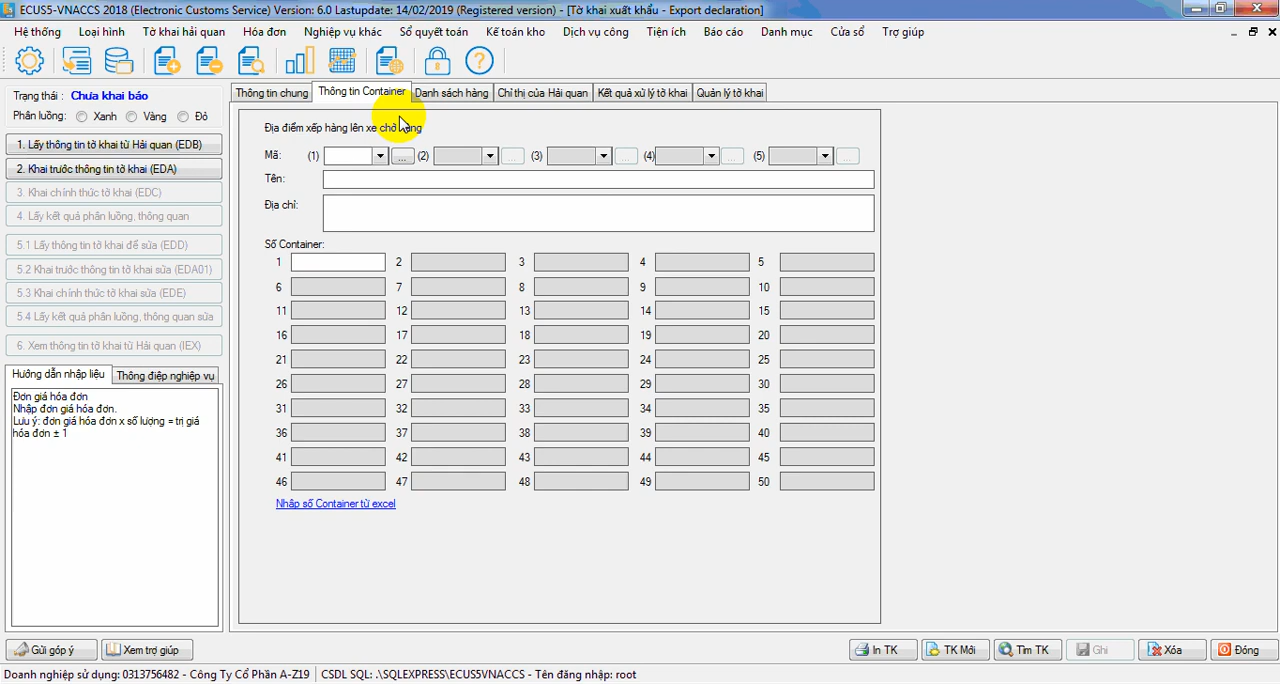 ECUS5-VNACCS 2018 (Electronic Customs Service) Version: 6.0 Lastupdate: 14/02/2019 (Registered version) - [Tờ khai xuất khẩu - Export declaration]
Hệ thống Loại hình Tờ khai hải quan Hóa đơn Nghiệp vụ khác Sổ quyết toán Kế toán kho Dịch vụ công Tiện ích Báo cáo Danh mục Cửa sổ Trợ giúp
Trạng thái : Chưa khai báo
Phân luồng: Xanh Vàng Đỏ
1. Lấy thông tin tờ khai từ Hải quan (EDB)
2. Khai trước thông tin tờ khai (EDA)
3. Khai chính thức tờ khai (EDC)
4. Lấy kết quả phân luồng, thông quan
5.1 Lấy thông tin tờ khai để sửa (EDD)
5.2 Khai trước thông tin tờ khai sửa (EDA01)
5.3 Khai chính thức tờ khai sửa (EDE)
5.4 Lấy kết quả phân luồng, thông quan sửa
6. Xem thông tin tờ khai từ Hải quan (IEX)
Hướng dẫn nhập liệu Thông điệp nghiệp vụ
Đơn giá hóa đơn
Nhập đơn giá hóa đơn.
Lưu ý: đơn giá hóa đơn x số lượng = trị giá
hóa đơn ± 1
Thông tin chung Thông tin Container Danh sách hàng Chỉ thị của Hải quan Kết quả xử lý tờ khai Quản lý tờ khai
Địa điểm xếp hàng lên xe chở hàng
Mã: (1) ... (2) ... (3) ... (4) ... (5) ...
Tên:
Địa chỉ:
Số Container:
1 2 3 4 5
6 7 8 9 10
11 12 13 14 15
16 17 18 19 20
21 22 23 24 25
26 27 28 29 30
31 32 33 34 35
36 37 38 39 40
41 42 43 44 45
46 47 48 49 50
Nhập số Container từ excel
Gửi góp ý Xem trợ giúp In TK TK Mới Tìm TK Ghi Xóa Đóng
Doanh nghiệp sử dụng: 0313756482 - Công Ty Cổ Phần A-Z19 CSDL SQL: .\SQLEXPRESS\ECUS5VNACCS - Tên đăng nhập: root